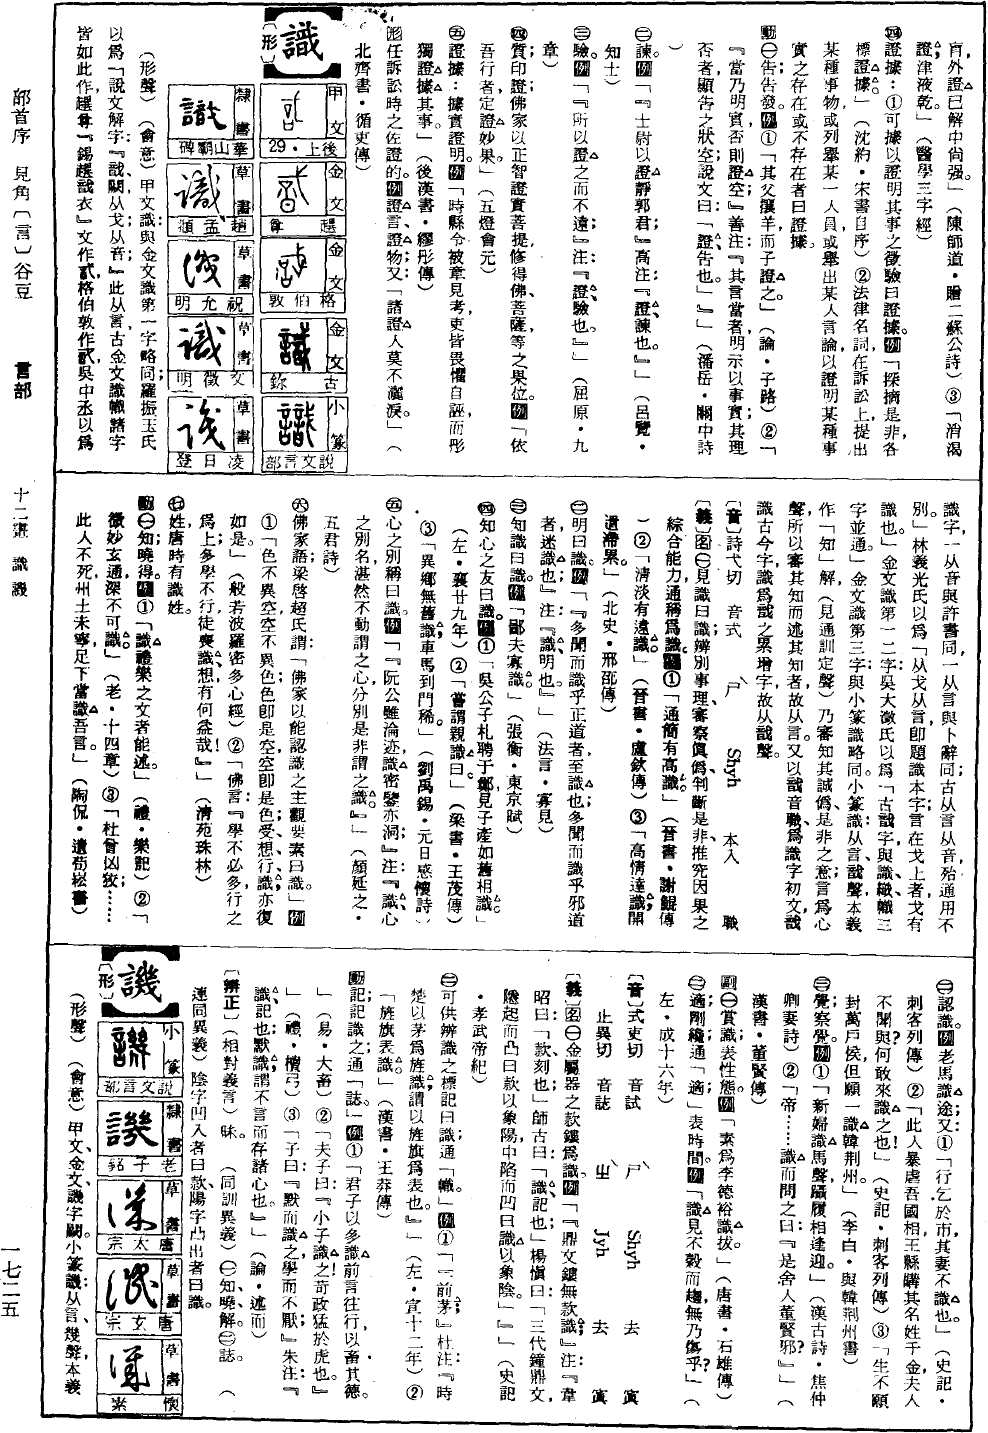 肓，外證已解中尙强。」（陳師道・贈二蘇公詩）③「消渴
證，津液乾。」（醫學三字經）
㊃證據：①可據以證明其事之徵驗曰證據。例「採摘是非，各
標證據。」（沈約・宋書自序）②法律名詞，在訴訟上提出
某種事物或列舉某一人員或舉出某人言論以證明某種事
實之存在或不存在者曰證據。
動㊀告；告發。例①「其父攘羊而子證之。」（論・子路）②「
『當乃明實，否則證空。』善注：『其言當者，明示以事實，其理
否者，顯告之狀空；說文曰：「證，告也。」』」（潘岳・關中詩
）
㊁諫。例「『士尉以證靜郭君。』高注：『證，諫也。』」（呂覽・
知士）
㊂驗。例「『所以證之而不遠。』注：『證，驗也。』」（屈原・九
章）
㊃質；印證，佛家以正智證實菩提，修得佛、菩薩，等之果位。例「依
吾行者，定證妙果。」（五燈會元）
㊄證據：據實證明。例「時縣令被章見考，吏皆畏懼自誣，而彤
獨證據其事。」（後漢書・繆彤傳）
形任訴訟時之佐證的。例證言；證物；又「諸證人莫不灑淚。」（
北齊書・循吏傳）
識
〔形〕
甲文 後上・29
金文 趞尊
金文 格伯敦
金文 古鉨
小篆 說文言部
隸書 華山廟碑
草書 趙孟頫
草書 祝允明
草書 文徵明
草書 凌日登
（形聲）（會意）甲文識與金文識第一字略同，羅振玉氏
以爲「說文解字：『戠，闕，从戈，从音。』此从言，古金文識幟諸字
皆如此作，趞尊『錫趞戠衣』文作，格伯敦作，吳中丞以爲
識字」；从音與許書同，一从言與卜辭同；古从言从音，殆通用不
別。」林義光氏以爲「从戈从言，卽題識本字；言在戈上者，戈有
識也。」金文識第一二字，吳大澂氏以爲「古戠字與識、織、幟三
字並通。」金文識第三字與小篆識略同。小篆識从言，戠聲，本義
作「知」解（見通訓定聲），乃審知其誠僞、是非之意，言爲心
聲，所以審其知而述其知者，故从言。又以戠音職，爲識字初文，戠
識古今字，識爲戠之累增字，故从戠聲。
〔音〕詩弋切 音式 ㄕˋ Shyh 本入 職
〔義〕名㊀見識曰識，辨別事理、審察眞僞、判斷是非、推究因果之
綜合能力通稱爲識。例①「通簡有高識。」（晉書・謝鯤傳
）②「淸淡有遠識。」（晉書・盧欽傳）③「高情達識，開
遣滯累。」（北史・邢邵傳）
㊁明曰識。例「『多聞而識乎正道者，至識也；多聞而識乎邪道
者，迷識也。』注：『識，明也。』」（法言・寡見）
㊂知識曰識。例「鄙夫寡識。」（張衡・東京賦）
㊃知心之友曰識。例①「吳公子札聘于鄭，見子產，如舊相識。」
（左・襄廿九年）②「嘗謂親識曰。」（梁書・王茂傳）
③「異鄉無舊識，車馬到門稀。」（劉禹錫・元日感懷詩）
㊄心之別稱曰識。例「『阮公雖淪迹，識密鑒亦洞。』注：『識，心
之別名，湛然不動謂之心，分別是非謂之識。』」（顏延之・
五君詩）
㊅佛家語，梁啓超氏謂：「佛家以能認識之主觀要素曰識。」例
①「色不異空，空不異色；色卽是空，空卽是色；受、想、行、識，亦復
如是。」（般若波羅密多心經）②「佛言：『學不必多，行之
爲上；多學不行，徒喪識想，有何益哉！』」（淸苑珠林）
㊆姓，唐時有識姓。
動㊀知；曉得。例①「識禮樂之文者能述。」（禮・樂記）②「
微妙玄通，深不可識。」（老・十四章）③「杜曾凶狡，……
此人不死，州土未寧，足下當識吾言。」（陶侃・遺荀崧書）
㊁認識。例老馬識途；又①「行乞於市，其妻不識也。」（史記・
刺客列傳）②「此人暴虐吾國相，王縣購其名姓千金，夫人
不聞與？何敢來識之也！」（史記・刺客列傳）③「生不願
封萬戶侯，但願一識韓荆州。」（李白・與韓荆州書）
㊂覺察；覺。例①「新婦識馬聲，躡履相逢迎。」（漢古詩・焦仲
卿妻詩）②「帝……識而問之曰：『是舍人董賢邪？』」（
漢書・董賢傳）
副㊀賞識，表性態。例「素爲李德裕識拔。」（唐書・石雄傳）
㊁適；剛纔；通「適」，表時間。例「識見不穀而趨，無乃傷乎？」（
左・成十六年）
〔音〕式吏切 音試 ㄕˋ Shyh 去 寘
止異切 音誌 ㄓˋ Jyh 去 寘
〔義〕名㊀金屬器之款鏤爲識。例「『鼎文鏤無款識。』注：『韋
昭曰：「款，刻也。」師古曰：「識，記也。」楊愼曰：「三代鐘鼎文，
隱起而凸曰款，以象陽；中陷而凹曰識，以象陰。」』」（史記
・孝武帝紀）
㊁可供辨識之標記曰識；通「幟」。例①「『前茅。』杜注：『時
楚以茅爲旌識；謂以旌旗爲表也。』」（左・宣十二年）②
「旌旗表識。」（漢書・王莽傳）
動記；記識之；通「誌」。例①「君子以多識前言往行，以畜其德。
」（易・大畜）②「夫子曰：『小子識之！苛政猛於虎也。』
」（禮・檀弓）③「子曰：『默而識之，學而不厭。』朱注：『
識，記也；默識，謂不言而存諸心也。』」（論・述而）
〔辨正〕（相對義言）昧。（同訓異義）㊀知，曉解；㊁誌。（
連同異義）陰字凹入者曰款，陽字凸出者曰識。
譏
〔形〕
小篆 說文言部
隸書 老子銘
草書 唐太宗
草書 唐玄宗
草書 懷素
（形聲）（會意）甲文、金文譏字闕。小篆譏：从言，幾聲，本義
部首序 見角〔言〕谷豆 言部 十二畫 識譏 一七二五